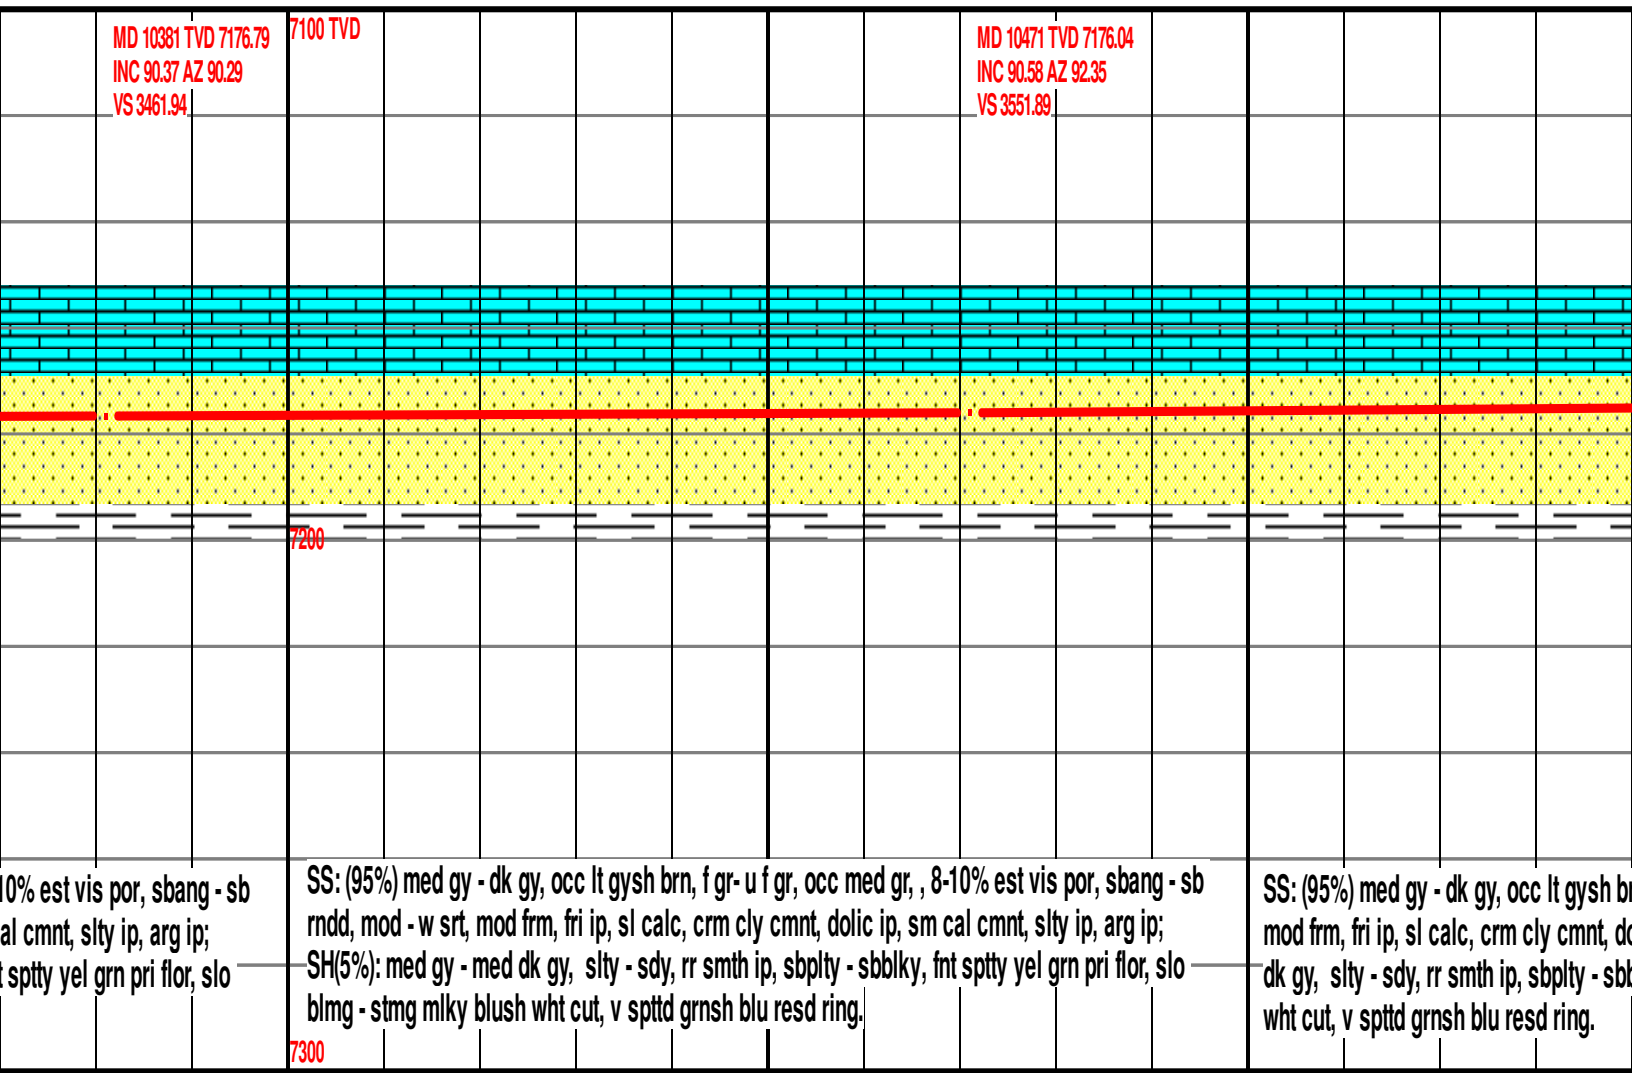 MD 10381 TVD 7176.79
INC 90.37 AZ 90.29
VS 3461.94
7100 TVD
MD 10471 TVD 7176.04
INC 90.58 AZ 92.35
VS 3551.89
7200
10% est vis por, sbang - sb
al cmnt, slty ip, arg ip;
t sptty yel grn pri flor, slo
SS: (95%) med gy - dk gy, occ lt gysh brn, f gr- u f gr, occ med gr, , 8-10% est vis por, sbang - sb
rndd, mod - w srt, mod frm, fri ip, sl calc, crm cly cmnt, dolic ip, sm cal cmnt, slty ip, arg ip;
SH(5%): med gy - med dk gy, slty - sdy, rr smth ip, sbplty - sbblky, fnt sptty yel grn pri flor, slo
blmg - stmg mlky blush wht cut, v spttd grnsh blu resd ring.
SS: (95%) med gy - dk gy, occ lt gysh br
mod frm, fri ip, sl calc, crm cly cmnt, do
dk gy, slty - sdy, rr smth ip, sbplty - sbb
wht cut, v spttd grnsh blu resd ring.
7300